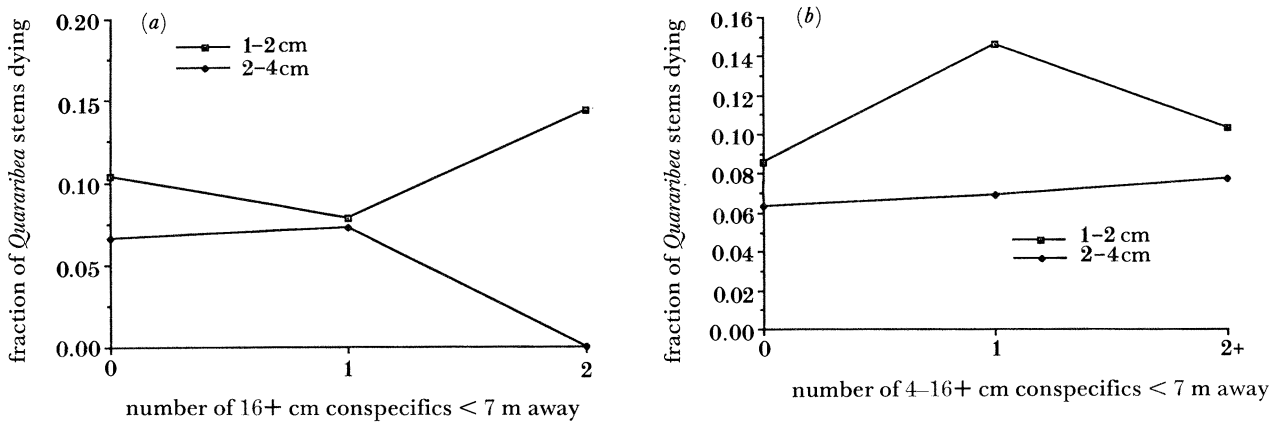 fraction of Quararibea stems dying
(a)
1–2 cm
2–4 cm
0.20
0.15
0.10
0.05
0.00
0 1 2
number of 16+ cm conspecifics < 7 m away
fraction of Quararibea stems dying
(b)
0.16
0.14
0.12
0.10
0.08
0.06
0.04
0.02
0.00
1–2 cm
2–4 cm
0 1 2+
number of 4–16+ cm conspecifics < 7 m away